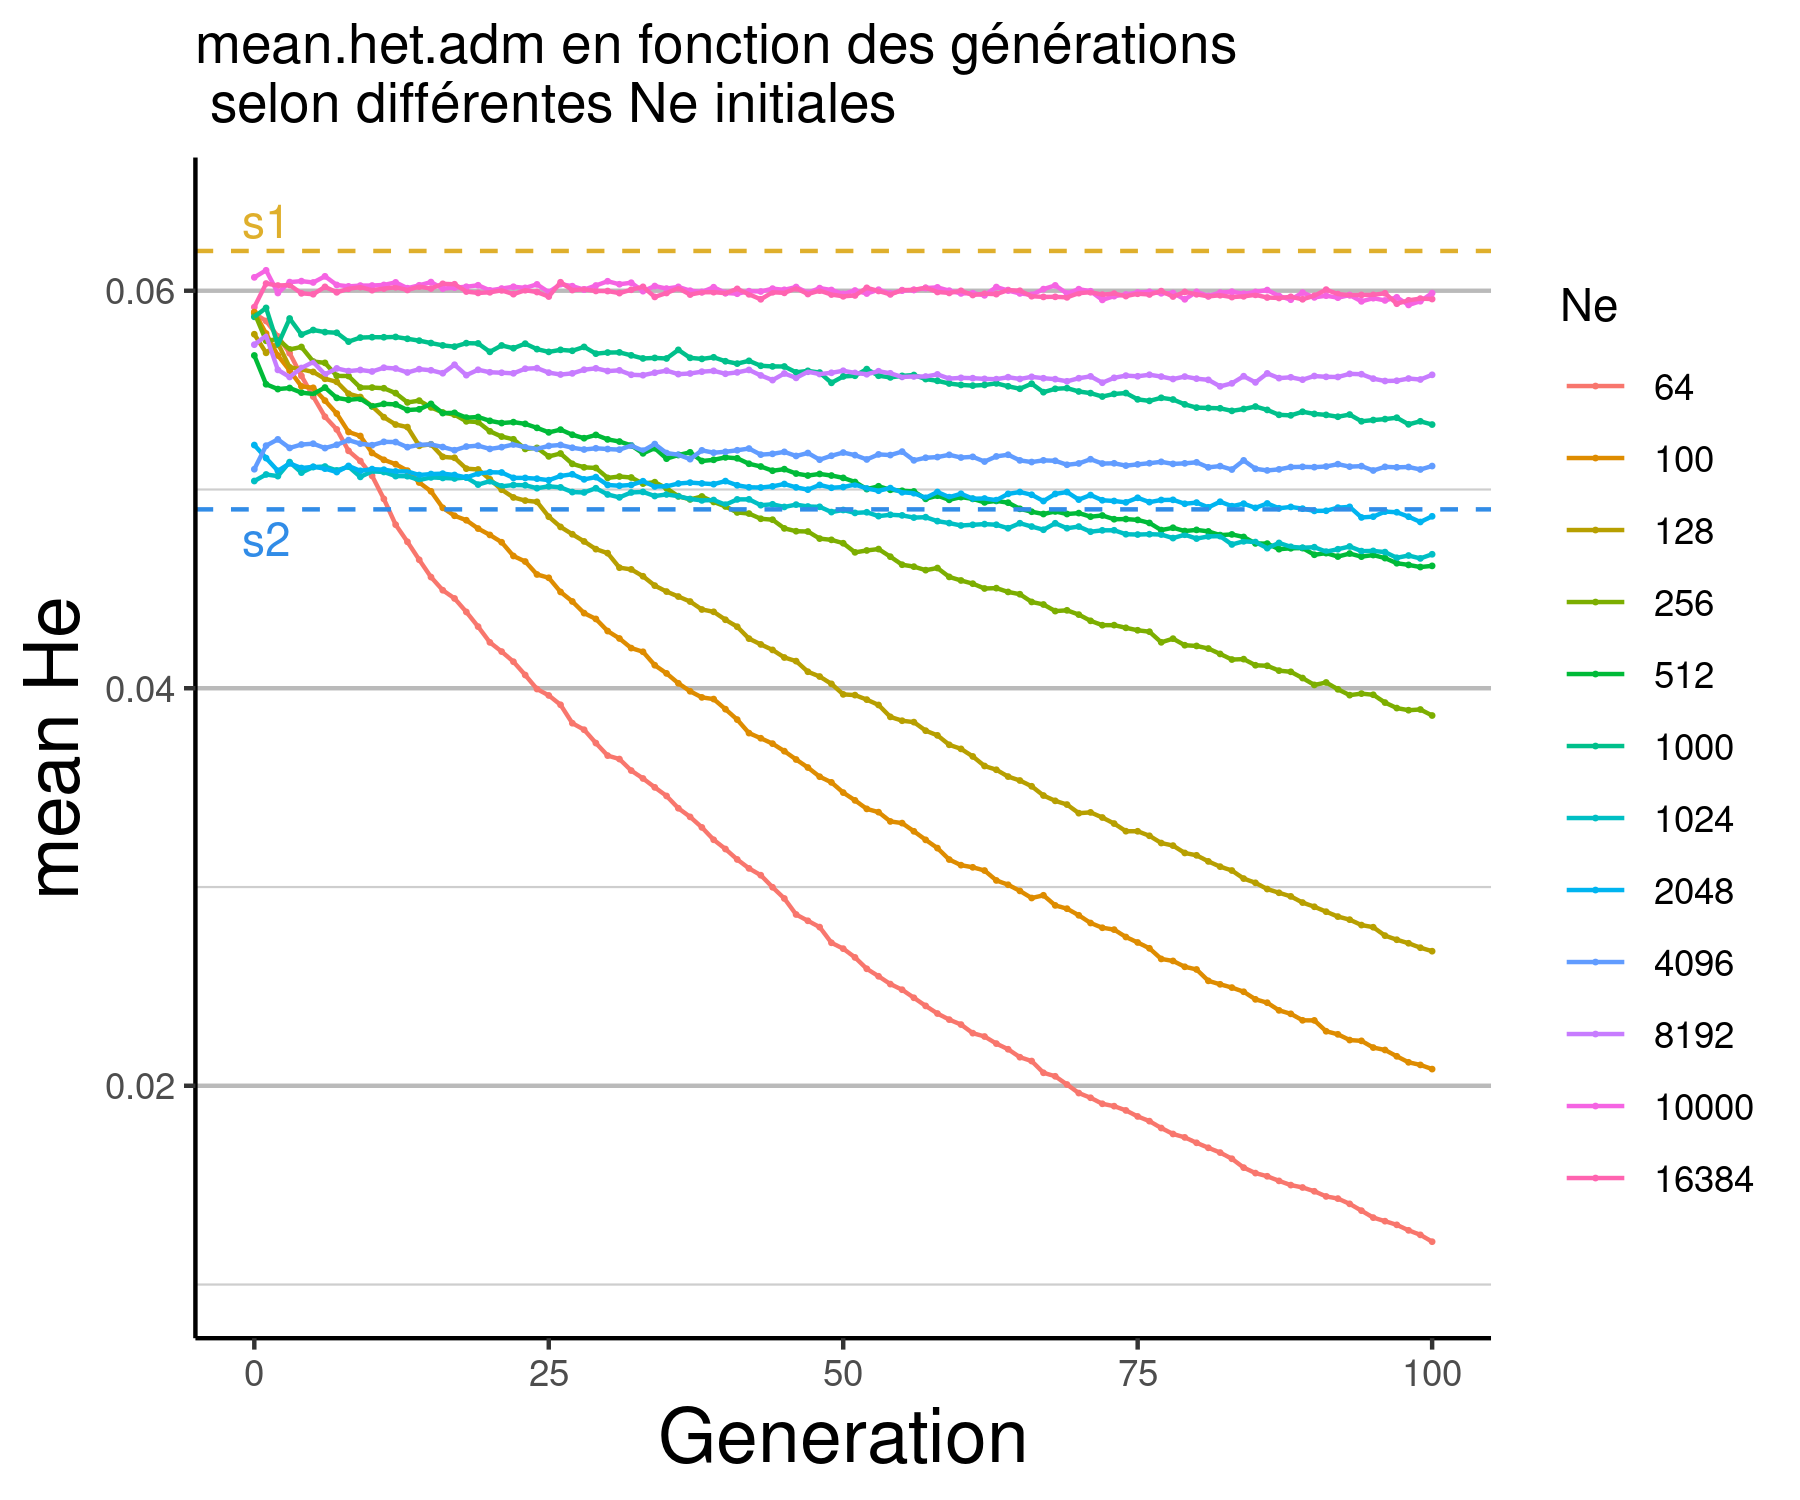 mean.het.adm en fonction des générations
selon différentes Ne initiales
s1
s2
0.06
0.04
0.02
mean He
0
25
50
75
100
Generation
Ne
64
100
128
256
512
1000
1024
2048
4096
8192
10000
16384